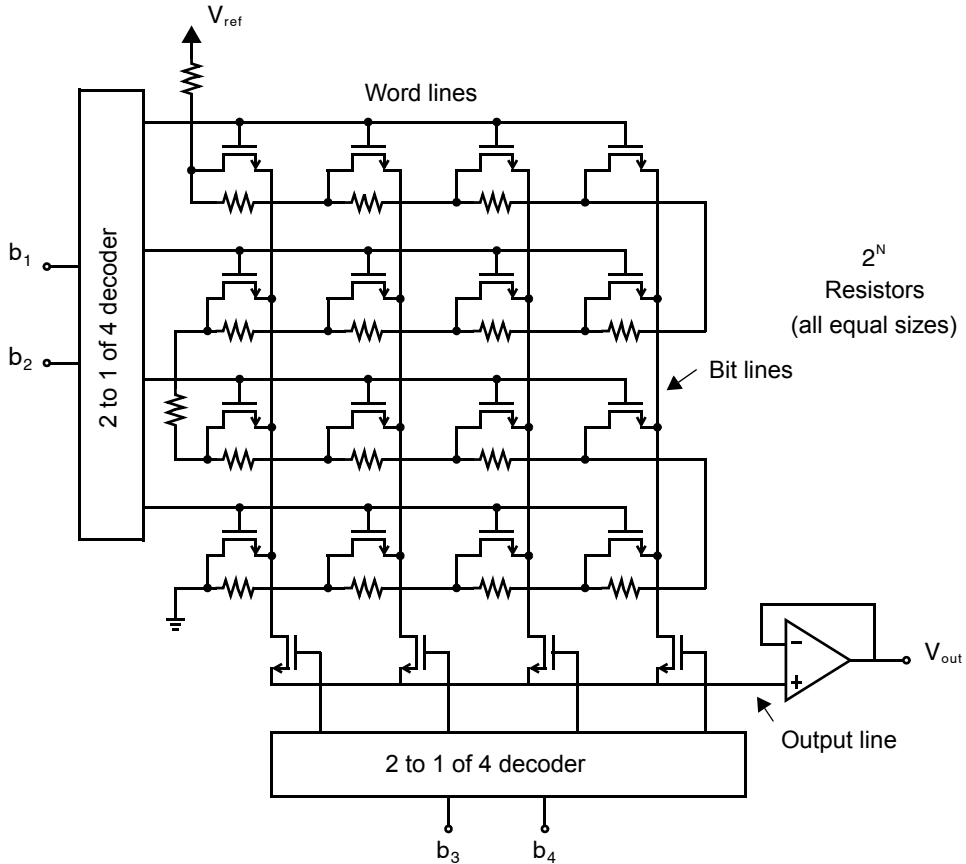 V_ref
Word lines
2 to 1 of 4 decoder
b_1
b_2
2^N
Resistors
(all equal sizes)
Bit lines
-
+
V_out
Output line
2 to 1 of 4 decoder
b_3
b_4